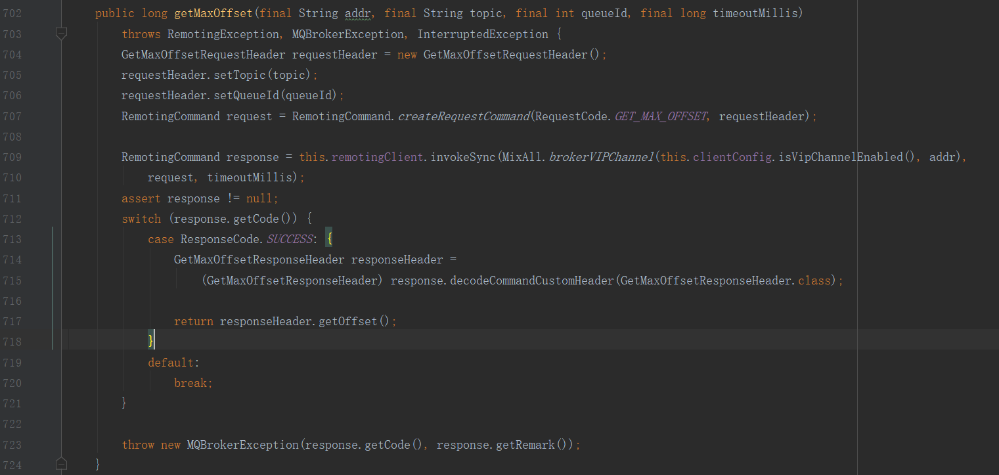 702 public long getMaxOffset(final String addr, final String topic, final int queueId, final long timeoutMillis)
703 throws RemotingException, MQBrokerException, InterruptedException {
704 GetMaxOffsetRequestHeader requestHeader = new GetMaxOffsetRequestHeader();
705 requestHeader.setTopic(topic);
706 requestHeader.setQueueId(queueId);
707 RemotingCommand request = RemotingCommand.createRequestCommand(RequestCode.GET_MAX_OFFSET, requestHeader);
708
709 RemotingCommand response = this.remotingClient.invokeSync(MixAll.brokerVIPChannel(this.clientConfig.isVipChannelEnabled(), addr),
710 request, timeoutMillis);
711 assert response != null;
712 switch (response.getCode()) {
713 case ResponseCode.SUCCESS: {
714 GetMaxOffsetResponseHeader responseHeader =
715 (GetMaxOffsetResponseHeader) response.decodeCommandCustomHeader(GetMaxOffsetResponseHeader.class);
716
717 return responseHeader.getOffset();
718 }
719 default:
720 break;
721 }
722
723 throw new MQBrokerException(response.getCode(), response.getRemark());
724 }